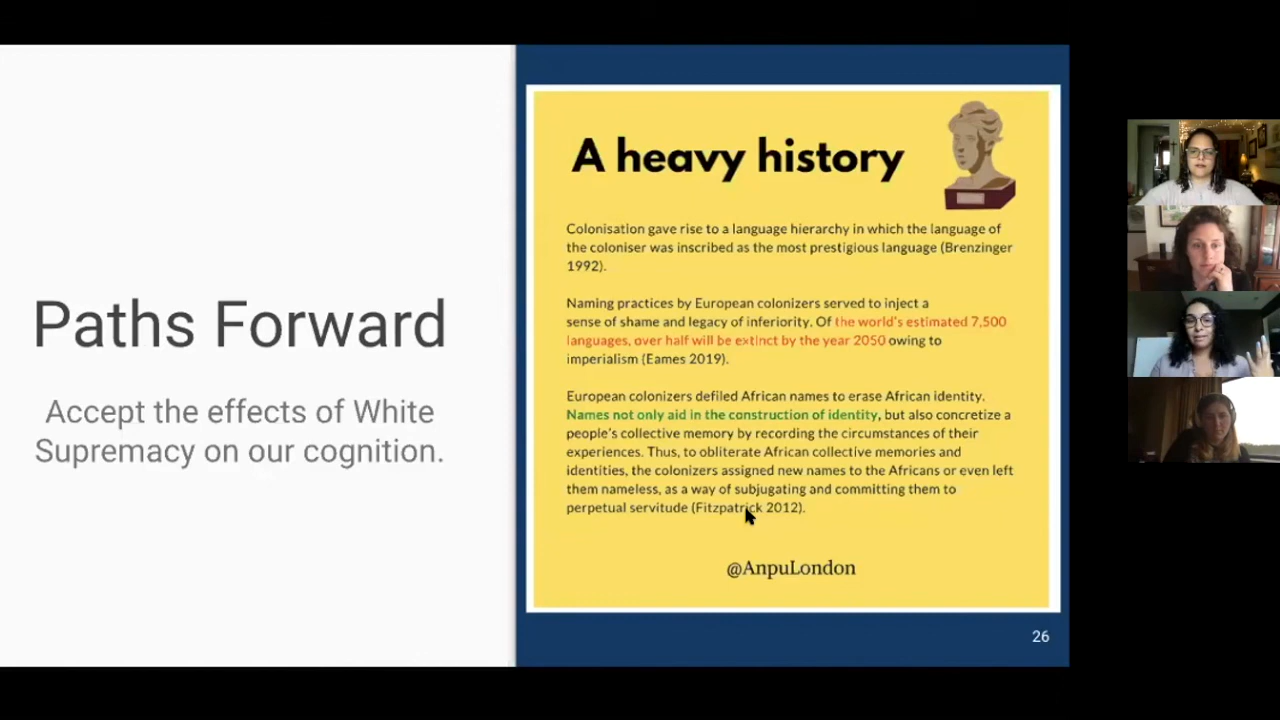 Paths Forward
Accept the effects of White
Supremacy on our cognition.
A heavy history
Colonisation gave rise to a language hierarchy in which the language of
the coloniser was inscribed as the most prestigious language (Brenzinger
1992).
Naming practices by European colonizers served to inject a
sense of shame and legacy of inferiority. Of the world's estimated 7,500
languages, over half will be extinct by the year 2050 owing to
imperialism (Eames 2019).
European colonizers defiled African names to erase African identity.
Names not only aid in the construction of identity, but also concretize a
people's collective memory by recording the circumstances of their
experiences. Thus, to obliterate African collective memories and
identities, the colonizers assigned new names to the Africans or even left
them nameless, as a way of subjugating and committing them to
perpetual servitude (Fitzpatrick 2012).
@AnpuLondon
26